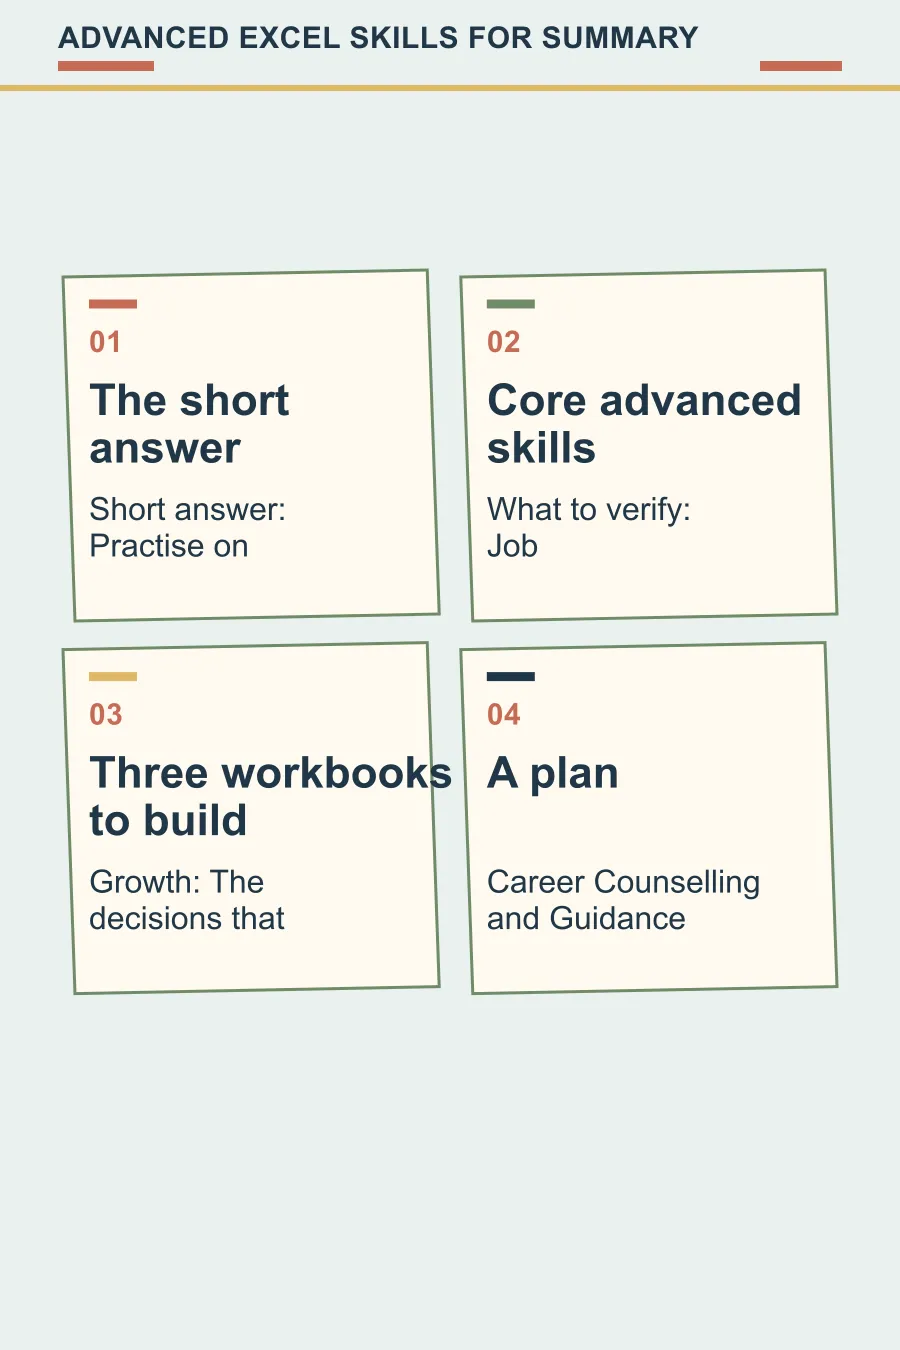 ADVANCED EXCEL SKILLS FOR SUMMARY
01
The short
answer
Short answer:
Practise on
02
Core advanced
skills
What to verify:
Job
03
Three workbooks
to build
Growth: The
decisions that
04
A plan
Career Counselling
and Guidance